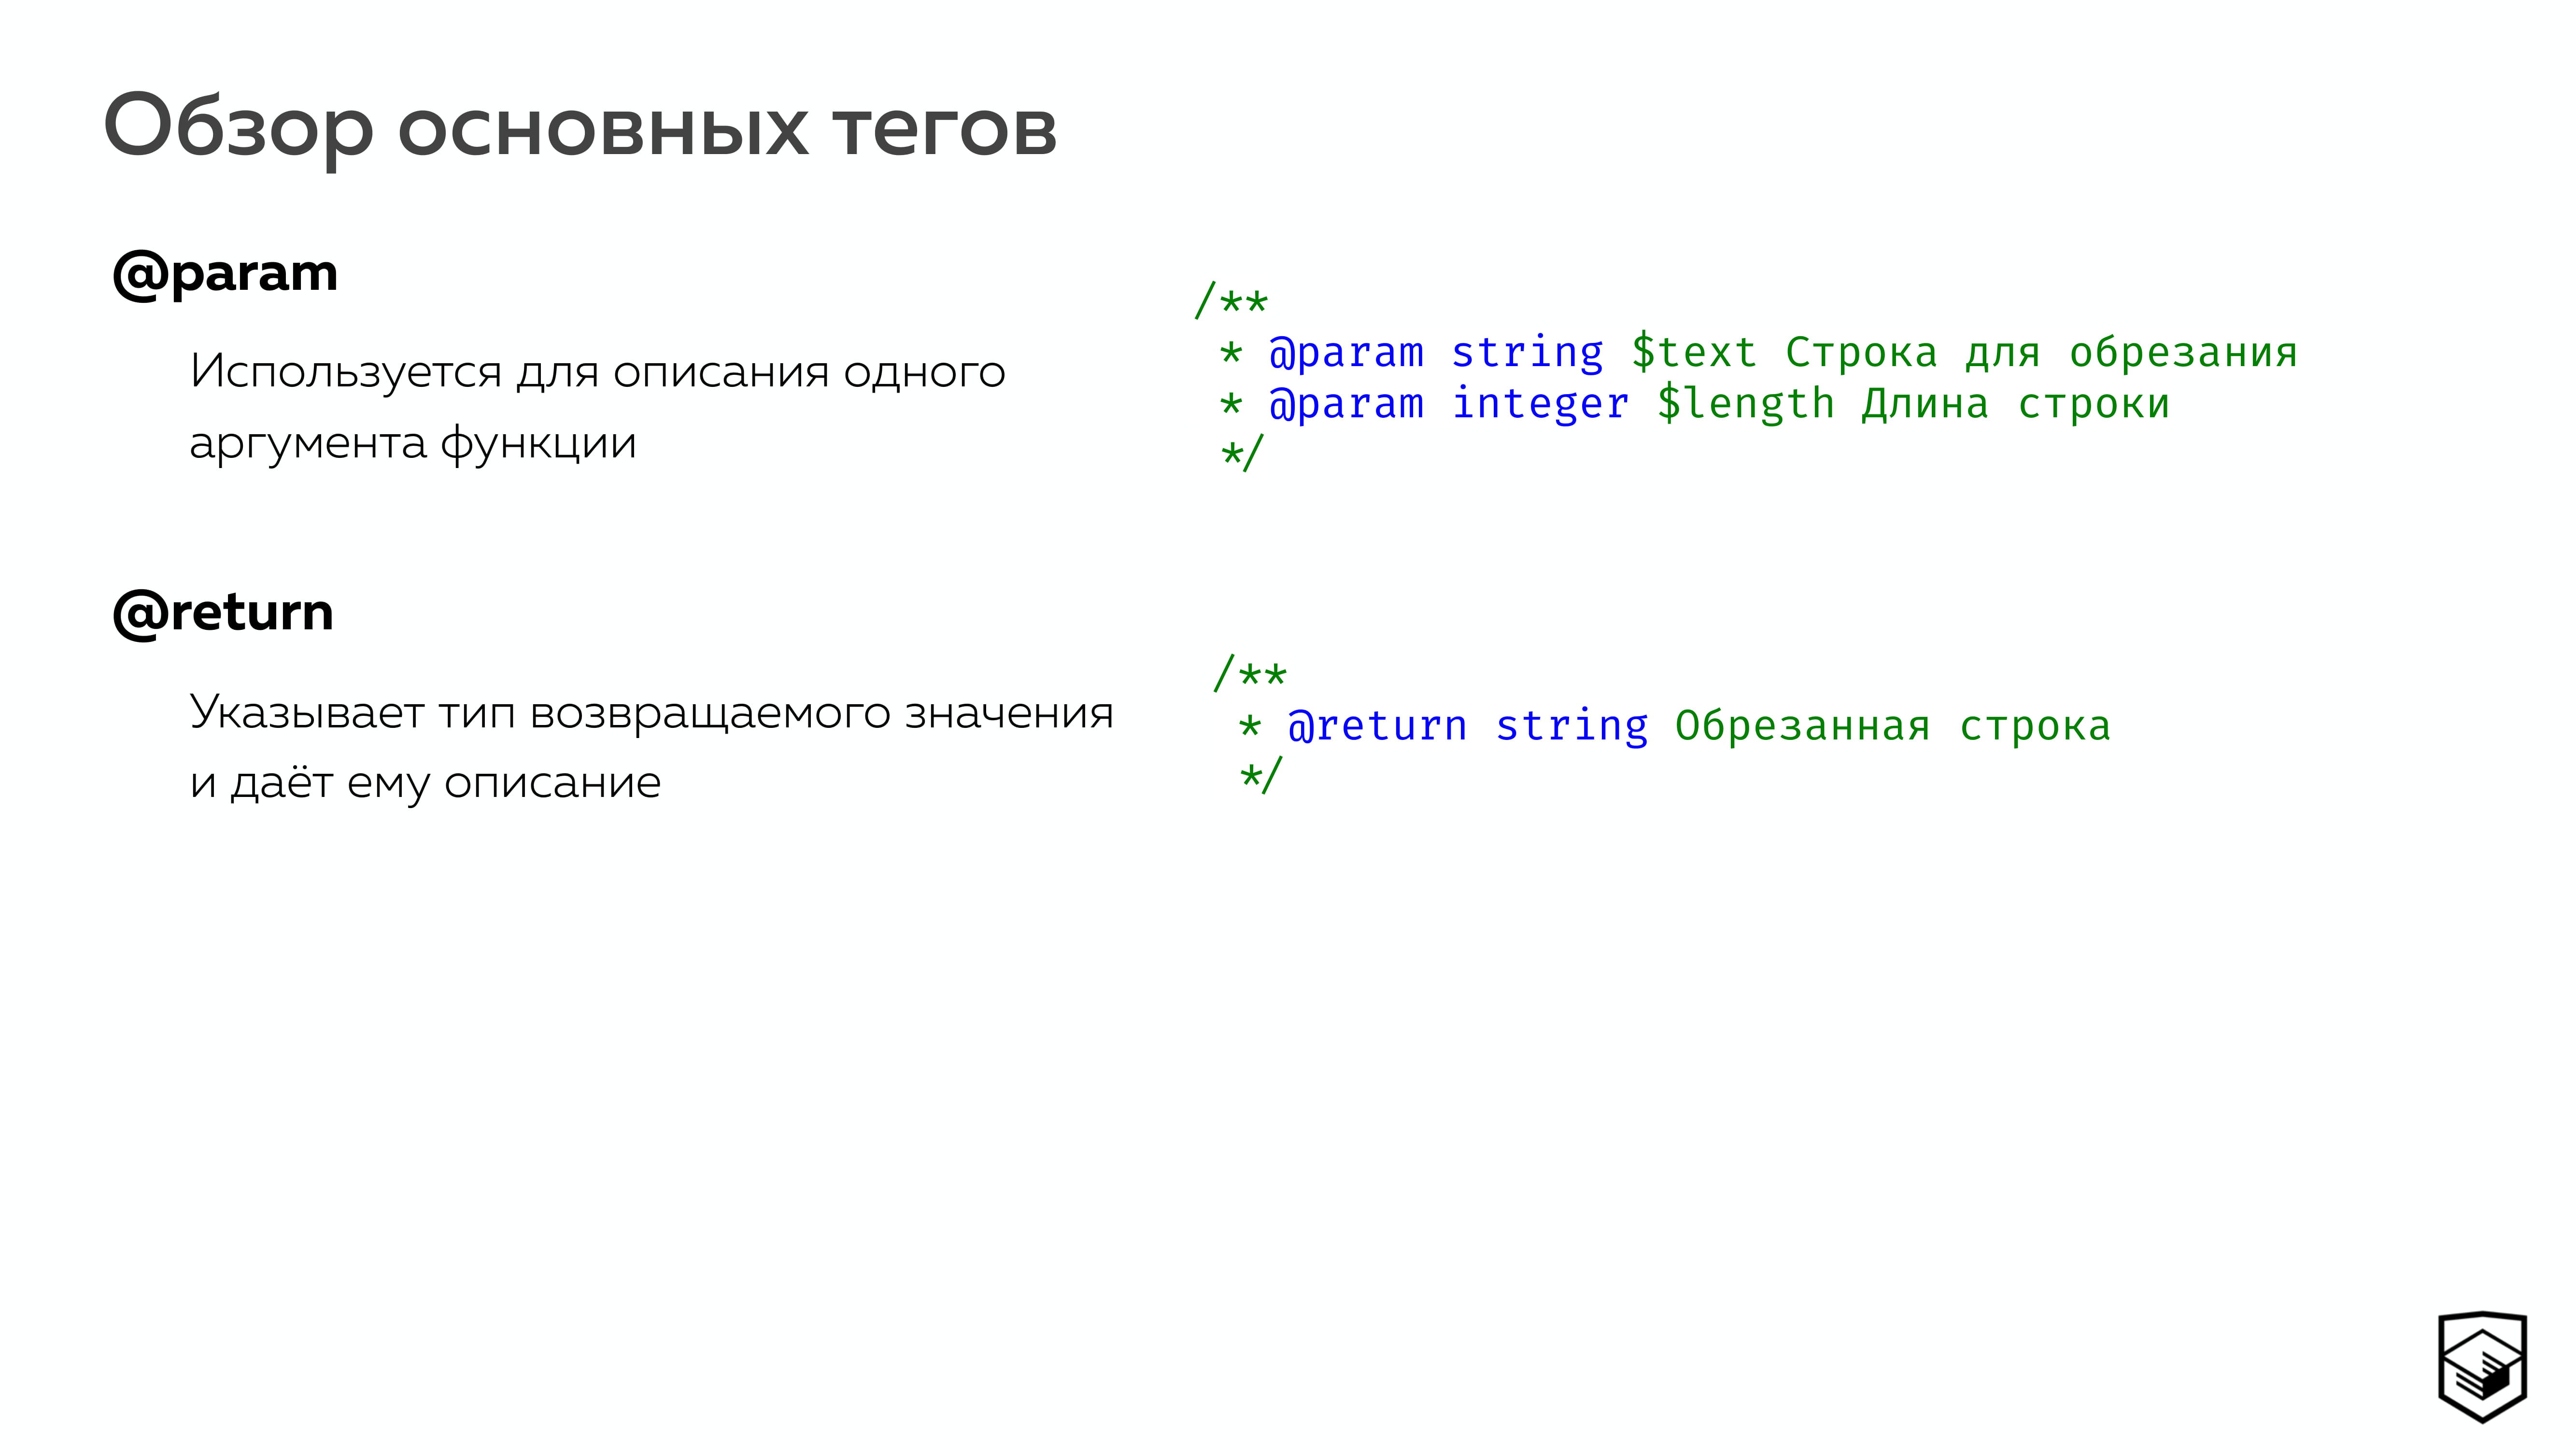 Обзор основных тегов
@param
Используется для описания одного
аргумента функции
/**
 * @param string $text Строка для обрезания
 * @param integer $length Длина строки
 */
@return
Указывает тип возвращаемого значения
и даёт ему описание
/**
 * @return string Обрезанная строка
 */